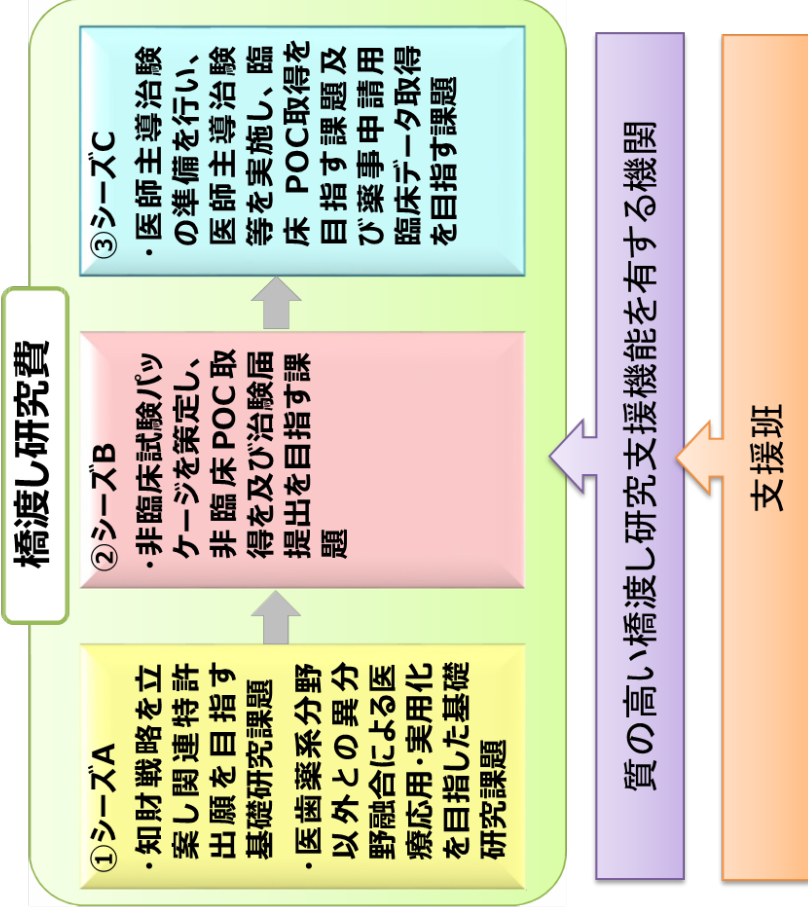 橋渡し研究費
①シーズA
・知財戦略を立
案し関連特許
出願を目指す
基礎研究課題
・医歯薬系分野
以外との異分
野融合による医
療応用・実用化
を目指した基礎
研究課題
②シーズB
・非臨床試験パッ
ケージを策定し、
非臨床POC取
得を及び治験届
提出を目指す課
題
③シーズC
・医師主導治験
の準備を行い、
医師主導治験
等を実施し、臨
床 POC取得を
目指す課題及
び薬事申請用
臨床データ取得
を目指す課題
質の高い橋渡し研究支援機能を有する機関
支援班